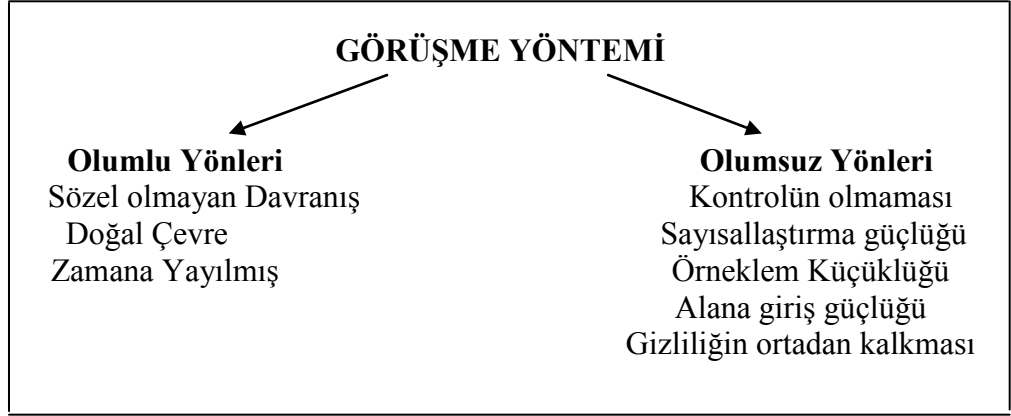 GÖRÜŞME YÖNTEMİ
Olumlu Yönleri
Sözel olmayan Davranış
Doğal Çevre
Zamana Yayılmış
Olumsuz Yönleri
Kontrolün olmaması
Sayısallaştırma güçlüğü
Örneklem Küçüklüğü
Alana giriş güçlüğü
Gizliliğin ortadan kalkması